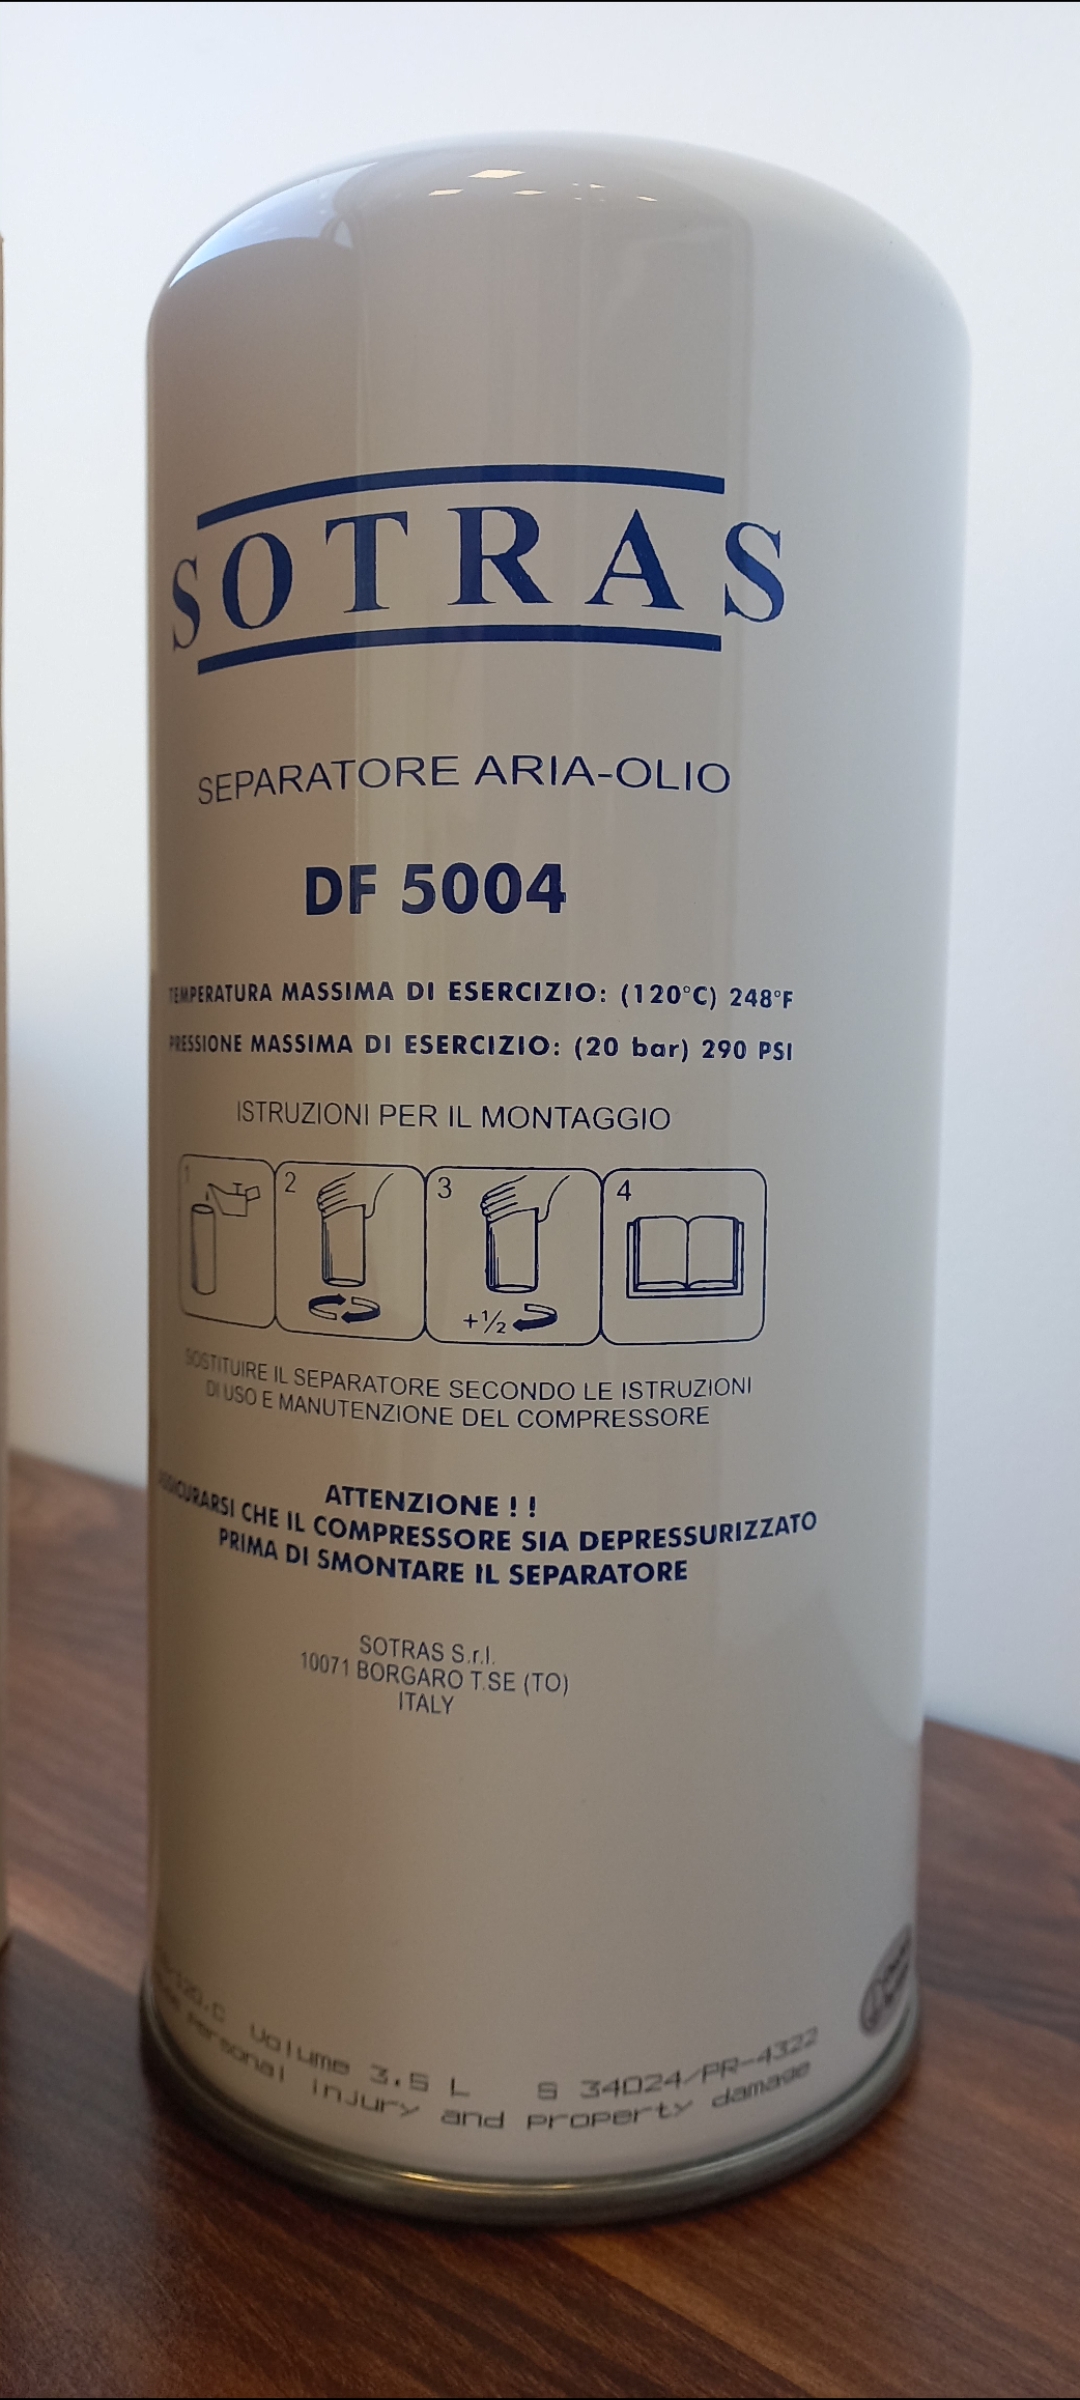 SOTRAS
SEPARATORE ARIA-OLIO
DF 5004
TEMPERATURA MASSIMA DI ESERCIZIO: (120°C) 248°F
PRESSIONE MASSIMA DI ESERCIZIO: (20 bar) 290 PSI
ISTRUZIONI PER IL MONTAGGIO
1 2 3 4
+½
SOSTITUIRE IL SEPARATORE SECONDO LE ISTRUZIONI
DI USO E MANUTENZIONE DEL COMPRESSORE
ATTENZIONE ! !
ASSICURARSI CHE IL COMPRESSORE SIA DEPRESSURIZZATO
PRIMA DI SMONTARE IL SEPARATORE
SOTRAS S.r.l.
10071 BORGARO T.SE (TO)
ITALY
Volume 3.5 L S 34024/PR-4322
personal injury and property damage